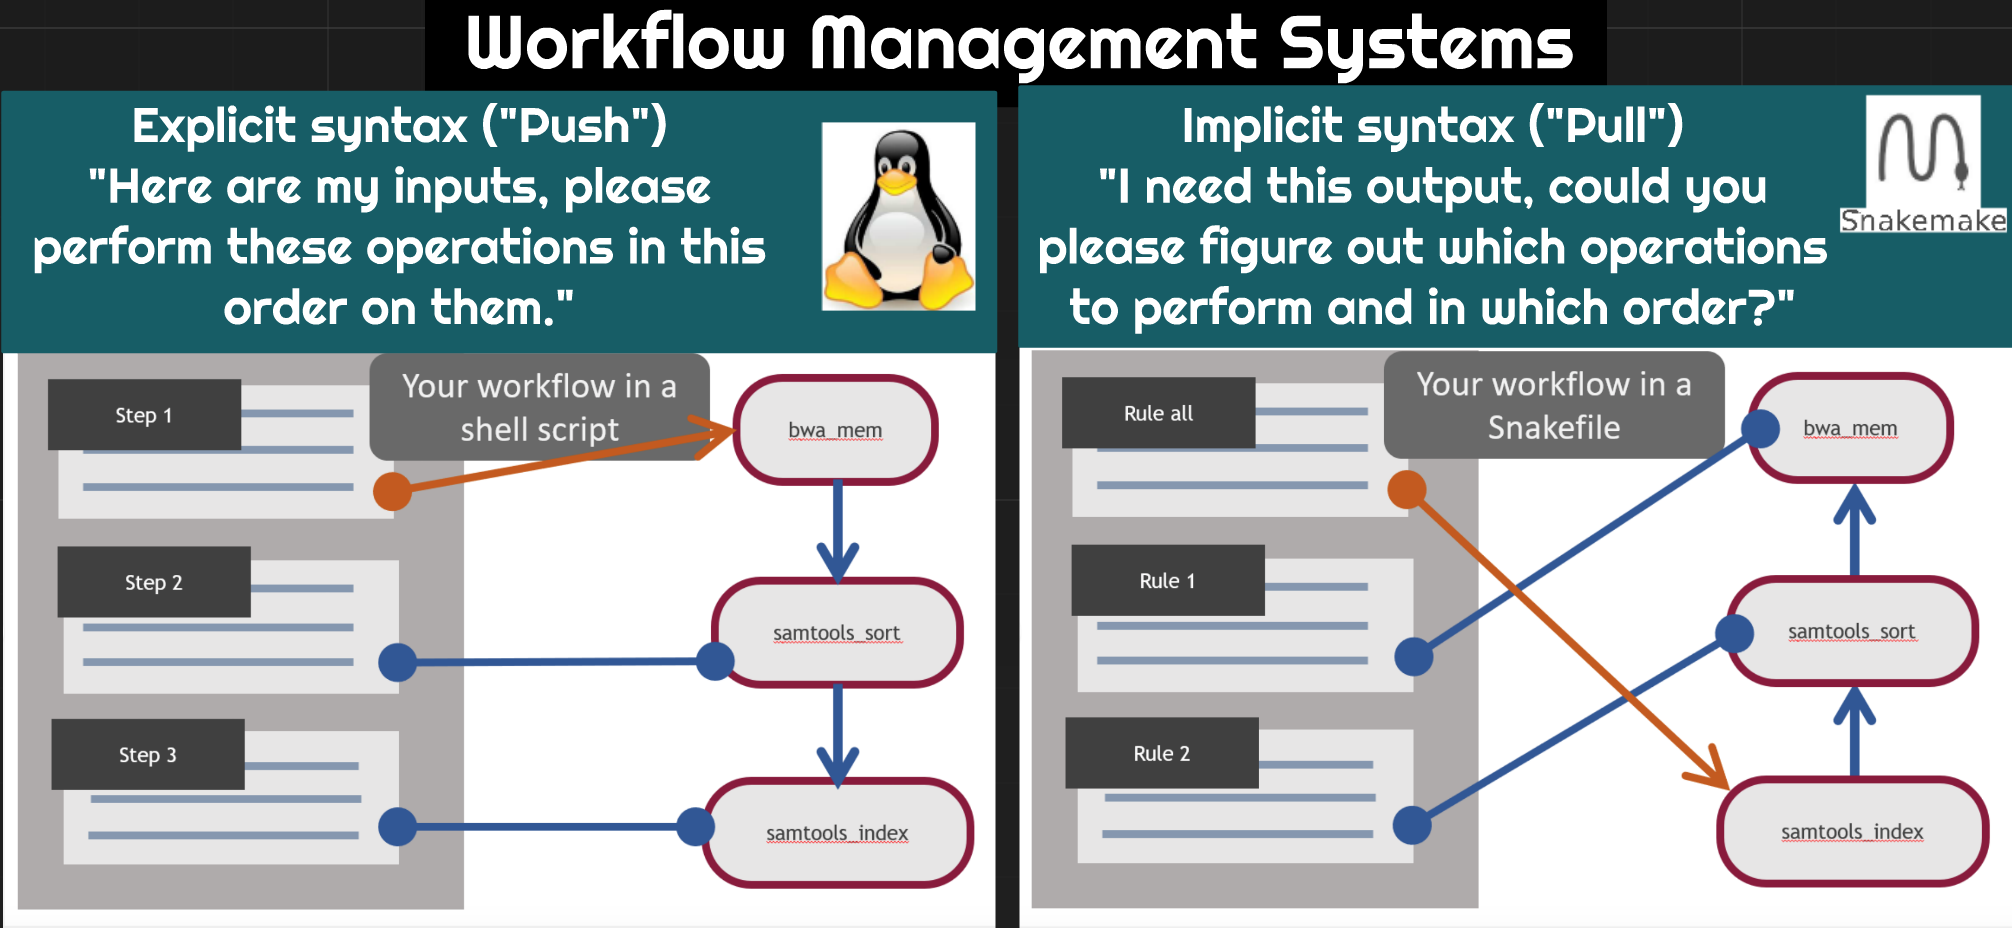 Workflow Management Systems
Explicit syntax ("Push")
"Here are my inputs, please
perform these operations in this
order on them."
Step 1
Your workflow in a
shell script
bwa_mem
Step 2
samtools_sort
Step 3
samtools_index
Implicit syntax ("Pull")
"I need this output, could you
please figure out which operations
to perform and in which order?"
Snakemake
Rule all
Your workflow in a
Snakefile
bwa_mem
Rule 1
samtools_sort
Rule 2
samtools_index